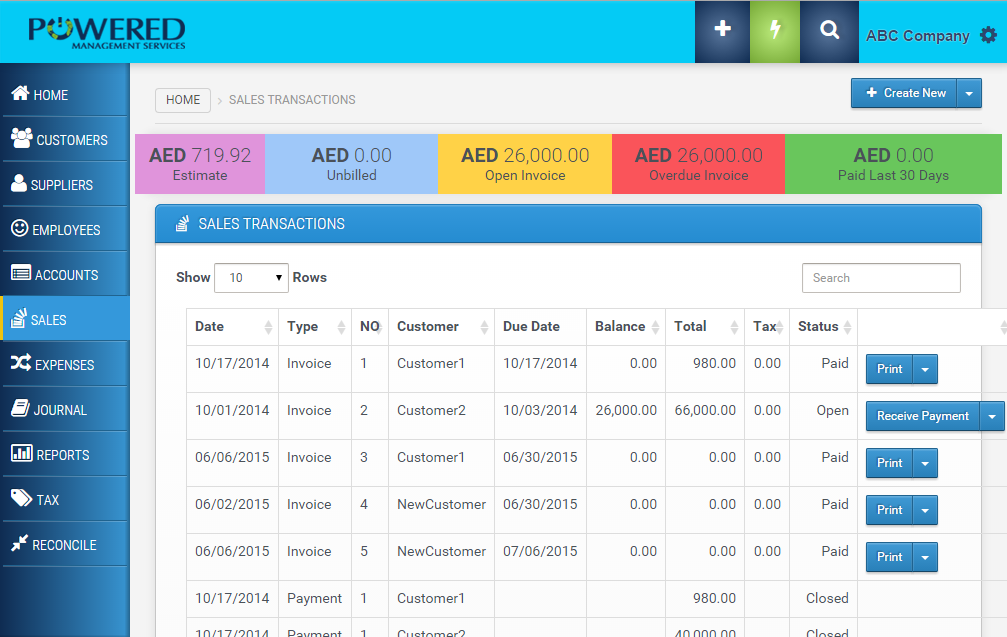 POWERED
MANAGEMENT SERVICES
ABC Company
HOME
CUSTOMERS
SUPPLIERS
EMPLOYEES
ACCOUNTS
SALES
EXPENSES
JOURNAL
REPORTS
TAX
RECONCILE
HOME > SALES TRANSACTIONS
+ Create New
AED 719.92
Estimate
AED 0.00
Unbilled
AED 26,000.00
Open Invoice
AED 26,000.00
Overdue Invoice
AED 0.00
Paid Last 30 Days
SALES TRANSACTIONS
Show 10 Rows
Search
Date Type NO Customer Due Date Balance Total Tax Status
10/17/2014 Invoice 1 Customer1 10/17/2014 0.00 980.00 0.00 Paid Print
10/01/2014 Invoice 2 Customer2 10/03/2014 26,000.00 66,000.00 0.00 Open Receive Payment
06/06/2015 Invoice 3 Customer1 06/30/2015 0.00 0.00 0.00 Paid Print
06/02/2015 Invoice 4 NewCustomer 06/30/2015 0.00 0.00 0.00 Paid Print
06/06/2015 Invoice 5 NewCustomer 07/06/2015 0.00 0.00 0.00 Paid Print
10/17/2014 Payment 1 Customer1 980.00 Closed
10/17/2014 Payment 1 Customer2 40,000.00 Closed